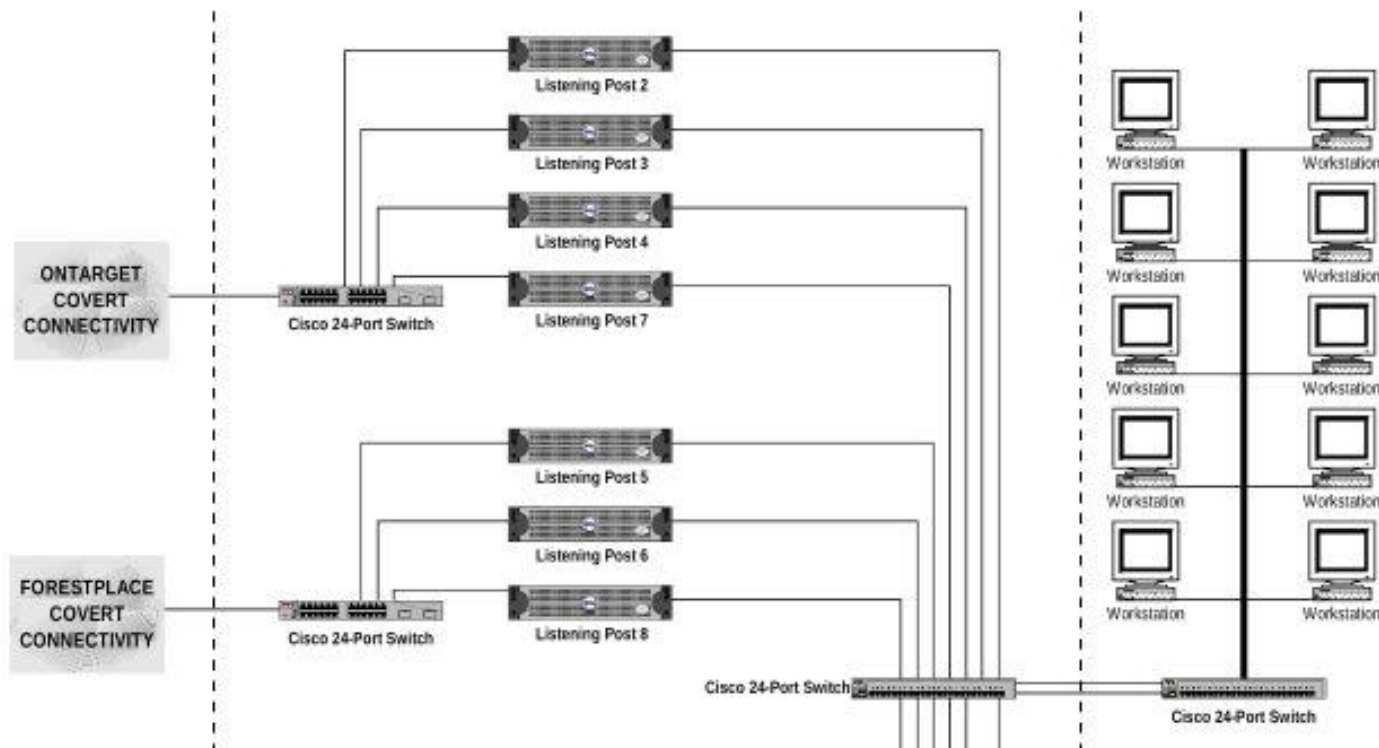 Listening Post 2
Listening Post 3
Listening Post 4
Listening Post 7
ONTARGET
COVERT
CONNECTIVITY
Cisco 24-Port Switch
Listening Post 5
Listening Post 6
Listening Post 8
FORESTPLACE
COVERT
CONNECTIVITY
Cisco 24-Port Switch
Cisco 24-Port Switch
Workstation
Workstation
Workstation
Workstation
Workstation
Workstation
Workstation
Workstation
Workstation
Workstation
Cisco 24-Port Switch